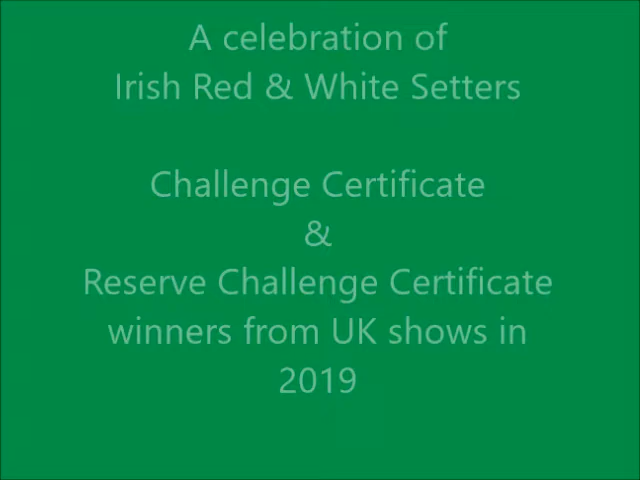 A celebration of
Irish Red & White Setters
Challenge Certificate
&
Reserve Challenge Certificate
winners from UK shows in
2019